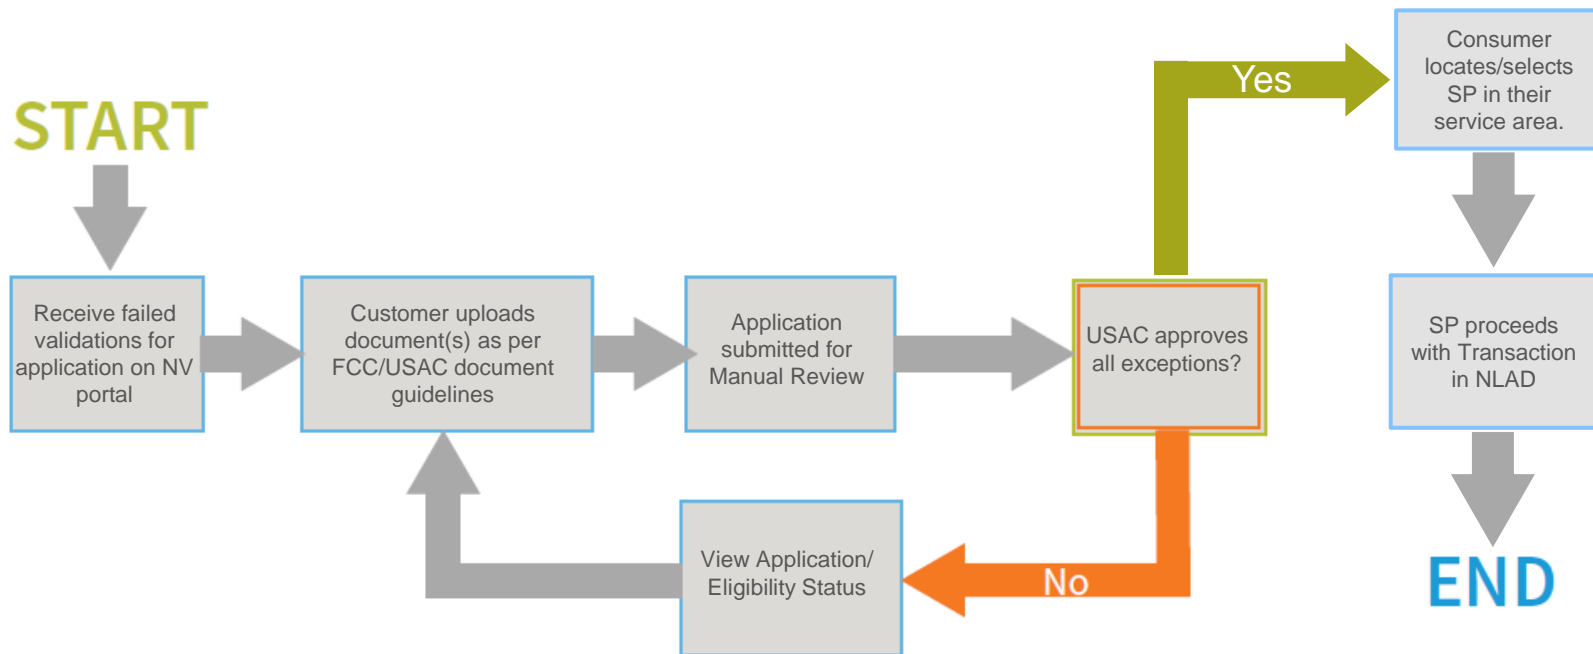 START
Receive failed
validations for
application on NV
portal
Customer uploads
document(s) as per
FCC/USAC document
guidelines
Application
submitted for
Manual Review
USAC approves
all exceptions?
Yes
Consumer
locates/selects
SP in their
service area.
SP proceeds
with Transaction
in NLAD
END
No
View Application/
Eligibility Status